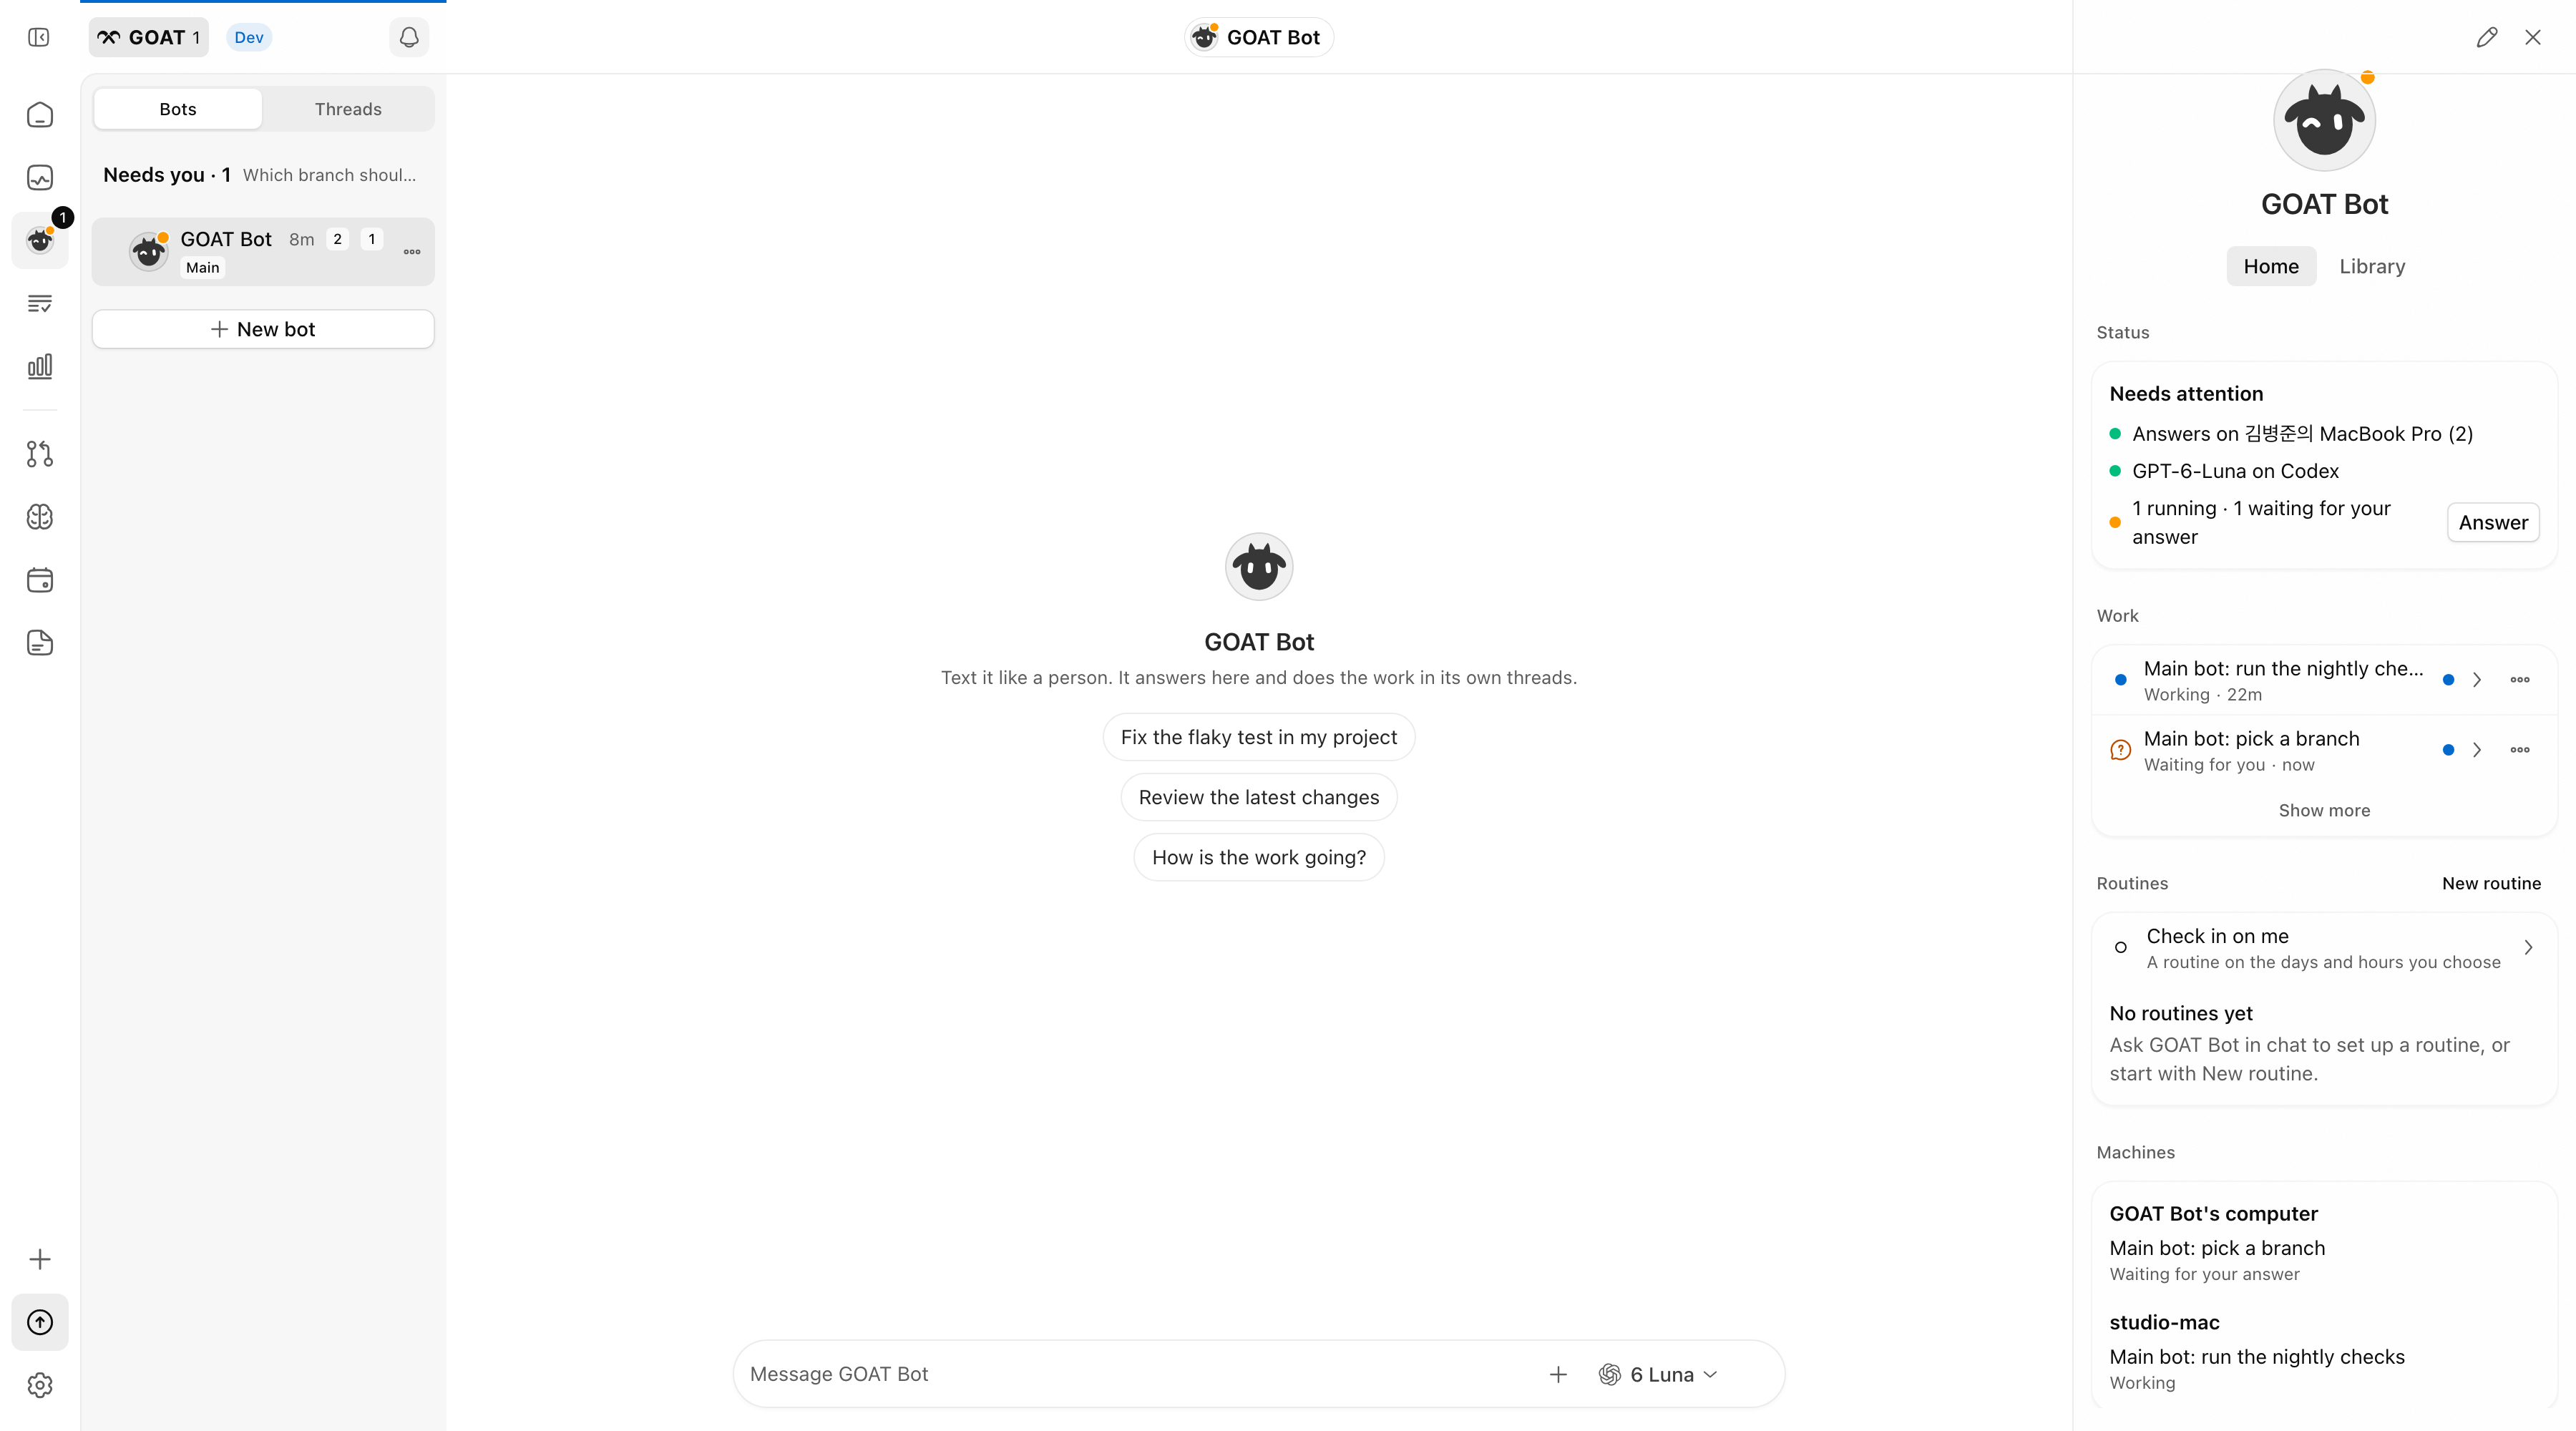 GOAT 1
Dev
GOAT Bot
Bots
Threads
Needs you · 1 Which branch shoul...
1
GOAT Bot 8m 2 1
Main
New bot
GOAT Bot
Text it like a person. It answers here and does the work in its own threads.
Fix the flaky test in my project
Review the latest changes
How is the work going?
Message GOAT Bot
6 Luna
GOAT Bot
Home
Library
Status
Needs attention
Answers on 김병준의 MacBook Pro (2)
GPT-6-Luna on Codex
1 running · 1 waiting for your
answer
Answer
Work
Main bot: run the nightly che...
Working · 22m
Main bot: pick a branch
Waiting for you · now
Show more
Routines
New routine
Check in on me
A routine on the days and hours you choose
No routines yet
Ask GOAT Bot in chat to set up a routine, or
start with New routine.
Machines
GOAT Bot's computer
Main bot: pick a branch
Waiting for your answer
studio-mac
Main bot: run the nightly checks
Working